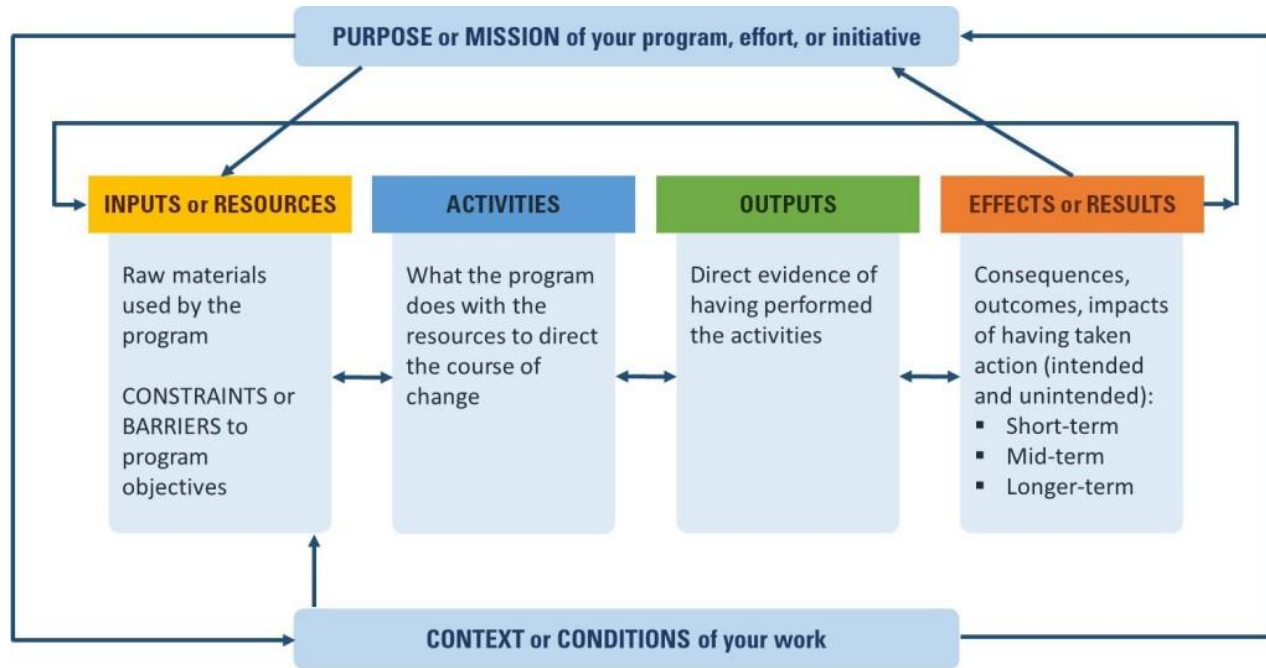 PURPOSE or MISSION of your program, effort, or initiative
INPUTS or RESOURCES
Raw materials
used by the
program
CONSTRAINTS or
BARRIERS to
program
objectives
ACTIVITIES
What the program
does with the
resources to direct
the course of
change
OUTPUTS
Direct evidence of
having performed
the activities
EFFECTS or RESULTS
Consequences,
outcomes, impacts
of having taken
action (intended
and unintended):
▪ Short-term
▪ Mid-term
▪ Longer-term
CONTEXT or CONDITIONS of your work